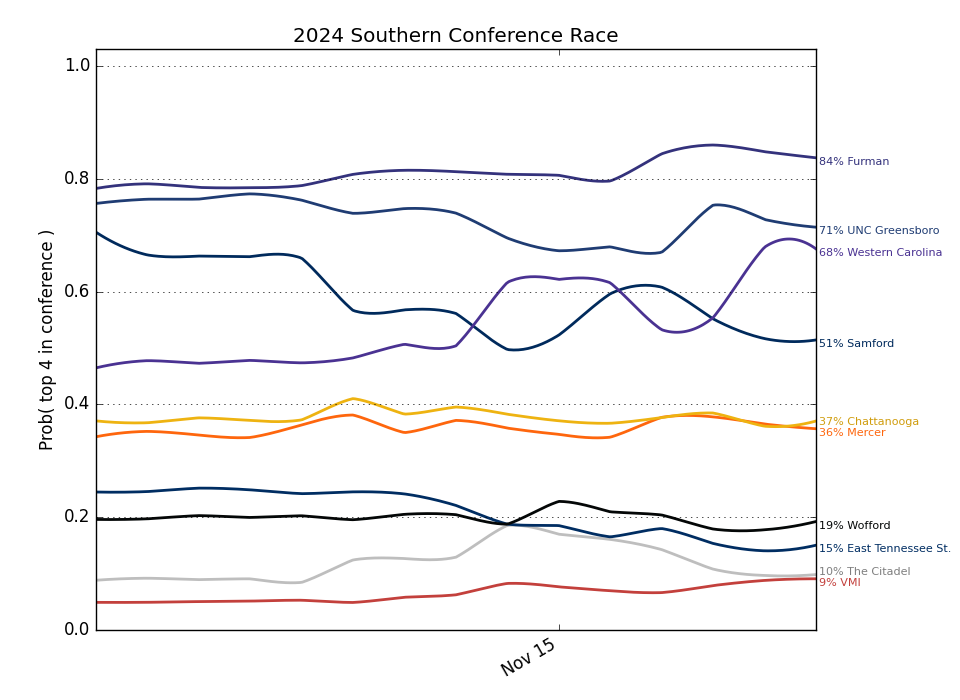 2024 Southern Conference Race
Prob( top 4 in conference )
1.0
0.8
0.6
0.4
0.2
0.0
Nov 15
84% Furman
71% UNC Greensboro
68% Western Carolina
51% Samford
37% Chattanooga
36% Mercer
19% Wofford
15% East Tennessee St.
10% The Citadel
9% VMI